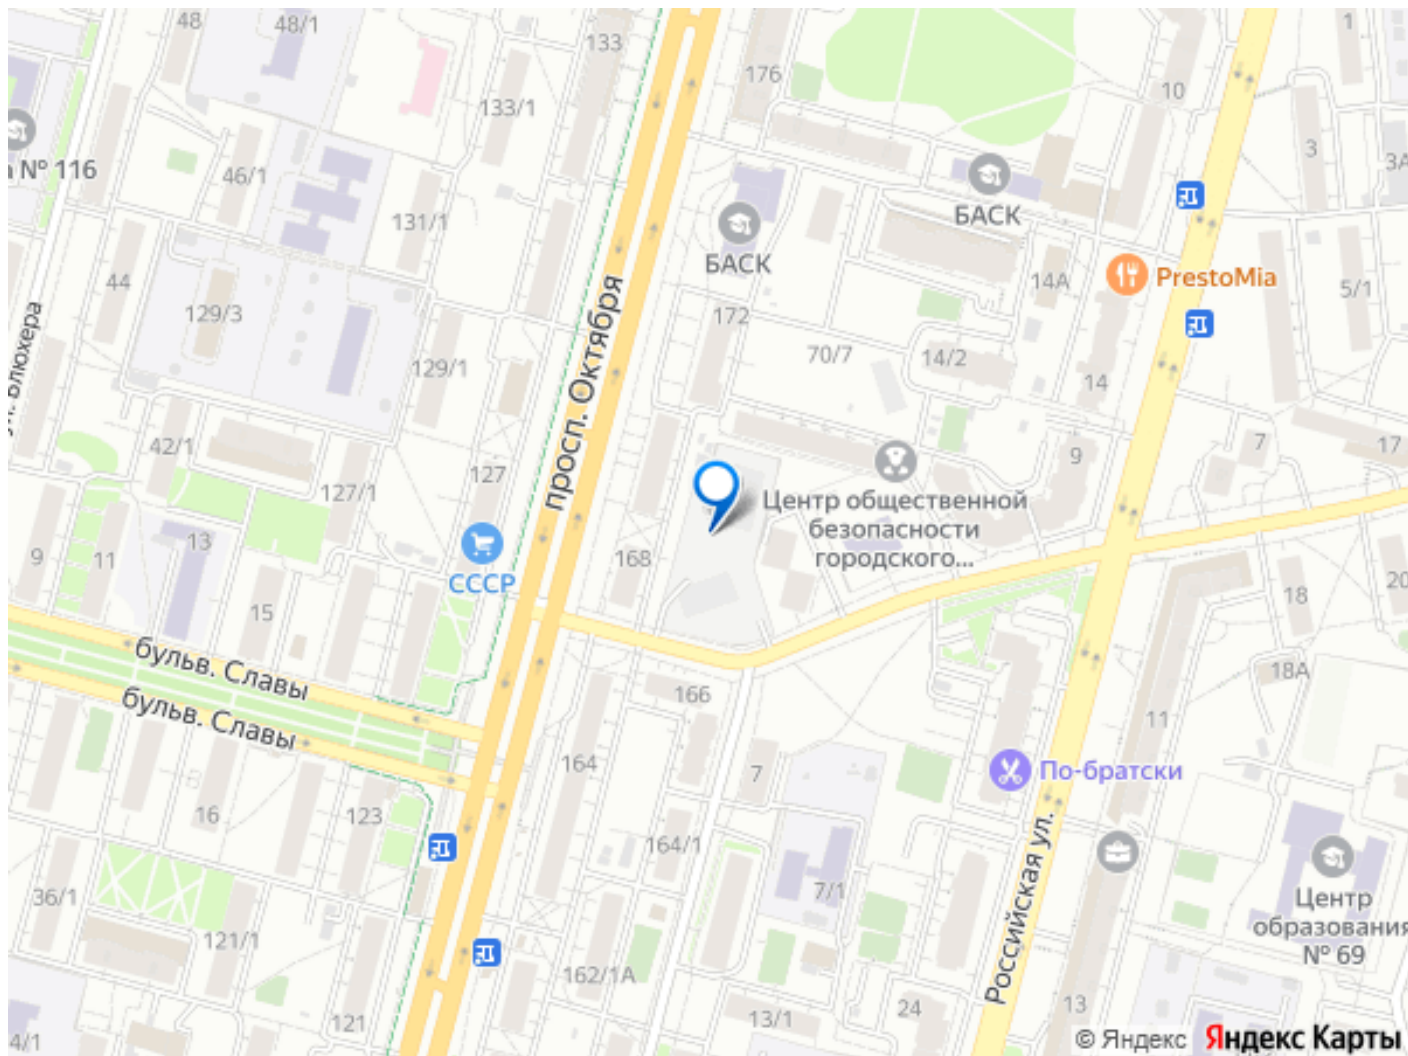 48
48/1
133
176
1
10
133/1
3
3А
а № 116
46/1
БАСК
131/1
БАСК
44
129/3
172
14А
PrestoMia
5/1
ул. Блюхера
просп. Октября
70/7
14/2
129/1
14
42/1
127
9
7
17
127/1
Центр общественной
безопасности
городского...
13
9
11
168
СССР
15
18
20
бульв. Славы
бульв. Славы
166
18А
11
164
7
По-братски
16
123
164/1
Российская ул.
36/1
7/1
Центр
образования
№ 69
121/1
162/1А
24
13
121
13/1
4/1
© Яндекс Яндекс Карты